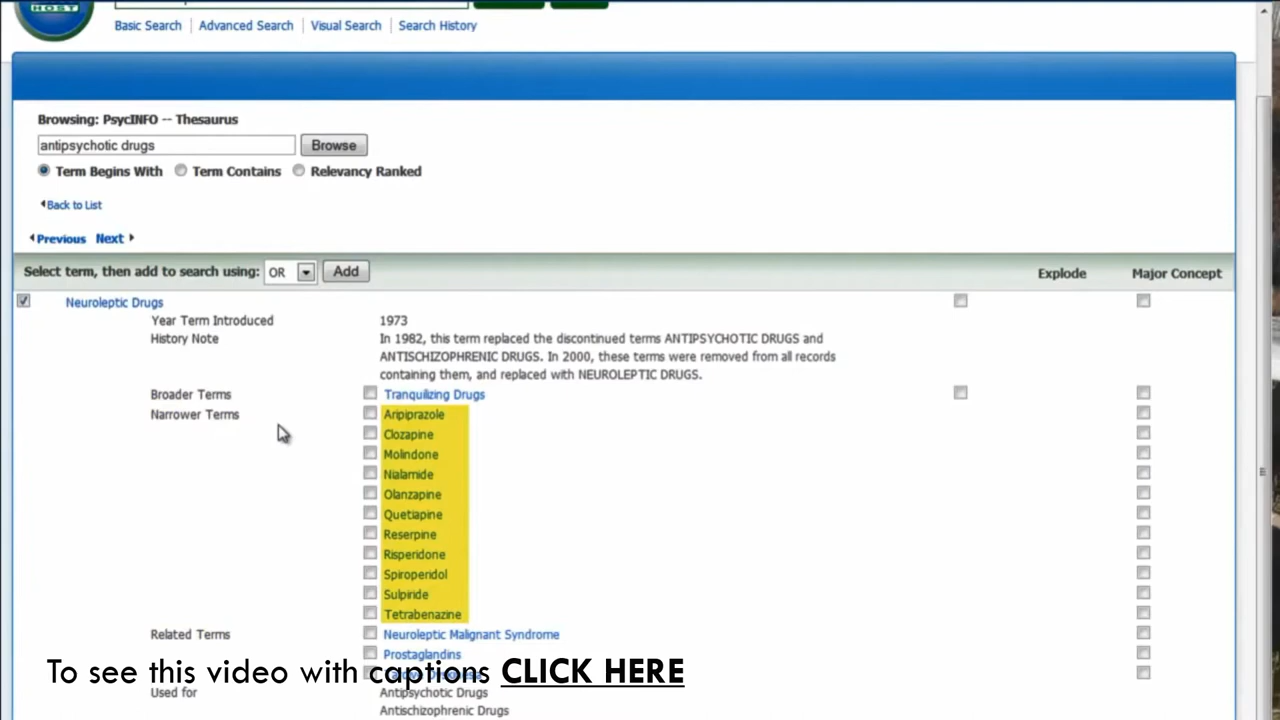 HOST
Basic Search | Advanced Search | Visual Search | Search History
Browsing: PsycINFO -- Thesaurus
antipsychotic drugs Browse
Term Begins With Term Contains Relevancy Ranked
Back to List
Previous Next
Select term, then add to search using: OR Add Explode Major Concept
Neuroleptic Drugs
Year Term Introduced 1973
History Note In 1982, this term replaced the discontinued terms ANTIPSYCHOTIC DRUGS and
ANTISCHIZOPHRENIC DRUGS. In 2000, these terms were removed from all records
containing them, and replaced with NEUROLEPTIC DRUGS.
Broader Terms Tranquilizing Drugs
Narrower Terms Aripiprazole
Clozapine
Molindone
Nialamide
Olanzapine
Quetiapine
Reserpine
Risperidone
Spiroperidol
Sulpiride
Tetrabenazine
Related Terms Neuroleptic Malignant Syndrome
Prostaglandins
To see this video with captions CLICK HERE
Used for Antipsychotic Drugs
Antischizophrenic Drugs